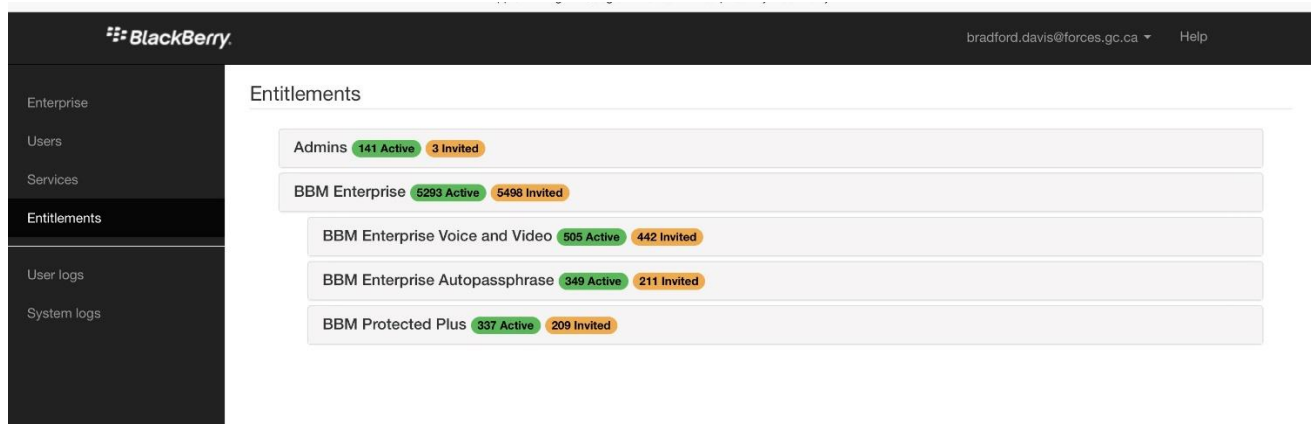 BlackBerry.
bradford.davis@forces.gc.ca Help
Enterprise
Users
Services
Entitlements
User logs
System logs
Entitlements
Admins 141 Active 3 Invited
BBM Enterprise 5293 Active 5498 Invited
BBM Enterprise Voice and Video 505 Active 442 Invited
BBM Enterprise Autopassphrase 349 Active 211 Invited
BBM Protected Plus 337 Active 209 Invited